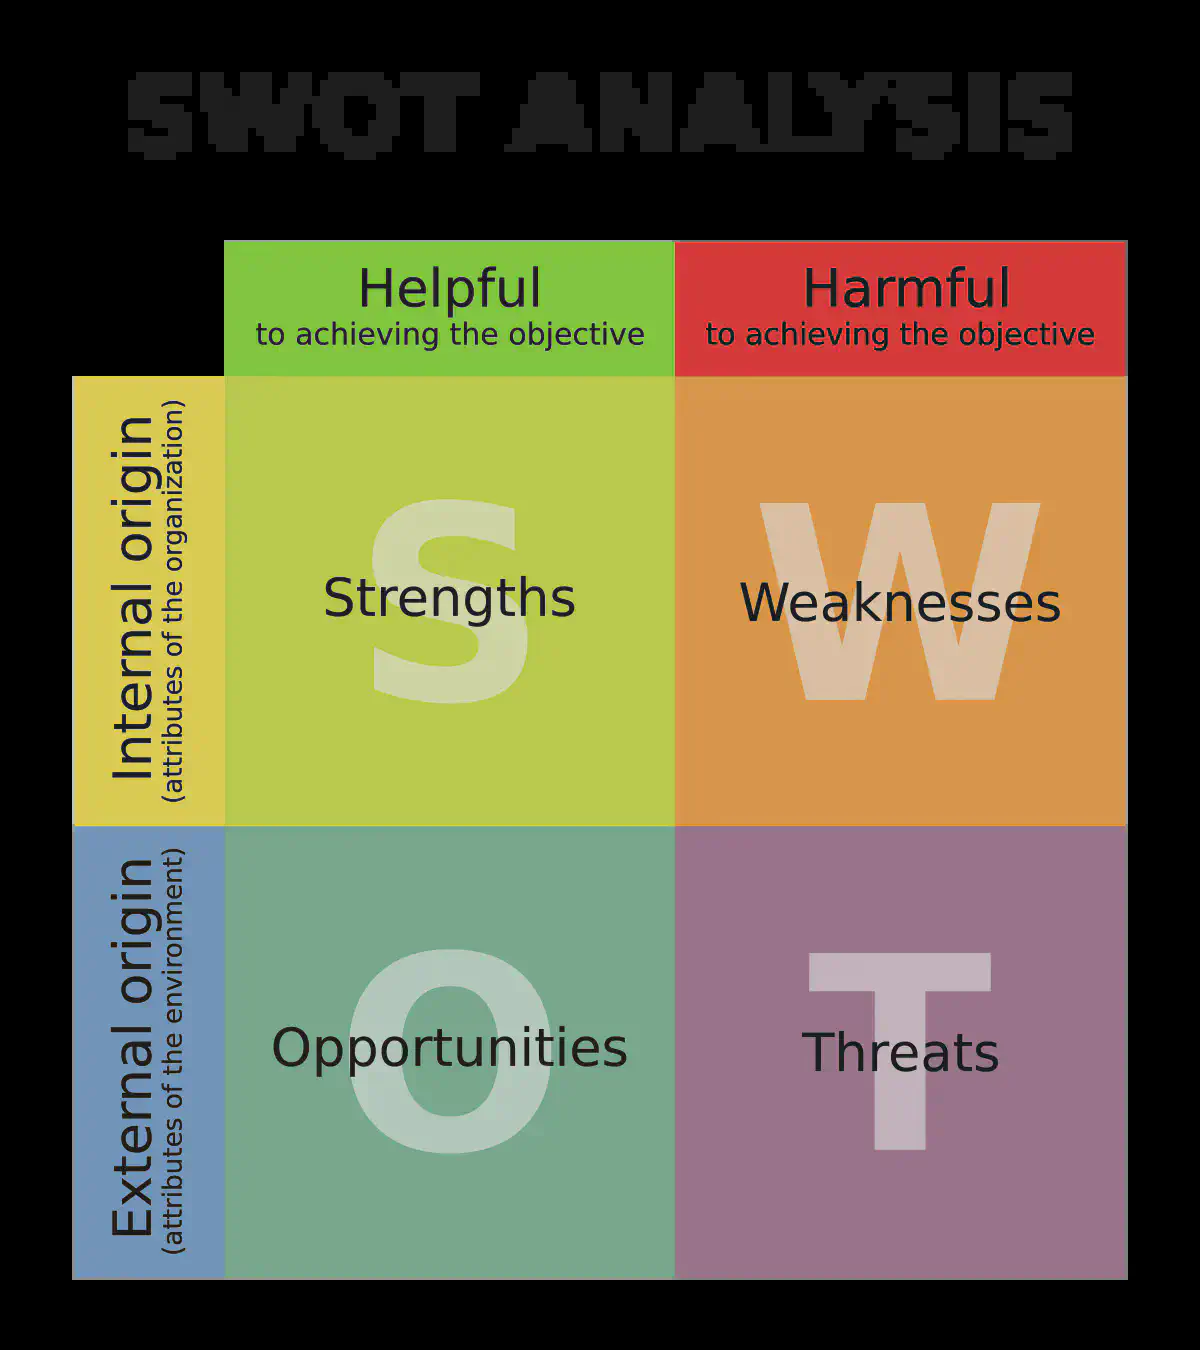 SWOT ANALYSIS
Helpful
to achieving the objective
Harmful
to achieving the objective
Internal origin
(attributes of the organization)
S
Strengths
W
Weaknesses
External origin
(attributes of the environment)
O
Opportunities
T
Threats